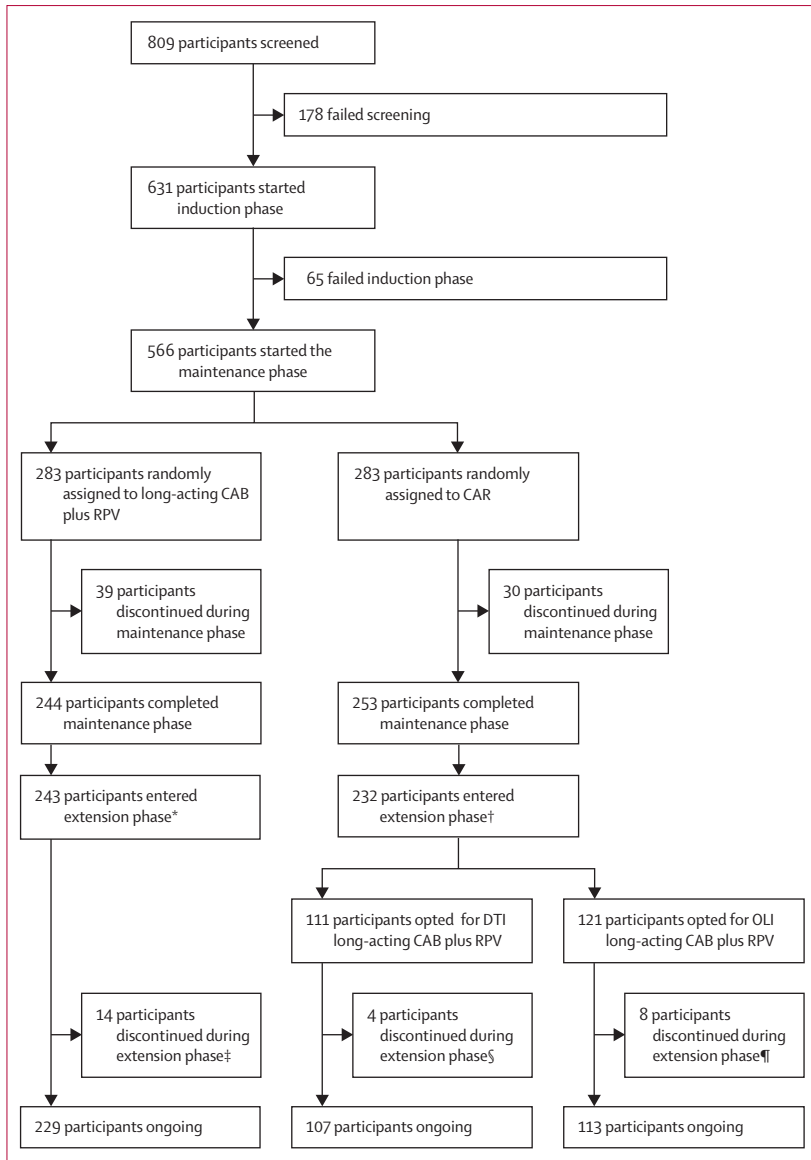 809 participants screened
178 failed screening
631 participants started
induction phase
65 failed induction phase
566 participants started the
maintenance phase
283 participants randomly
assigned to long-acting CAB
plus RPV
283 participants randomly
assigned to CAR
39 participants
discontinued during
maintenance phase
30 participants
discontinued during
maintenance phase
244 participants completed
maintenance phase
253 participants completed
maintenance phase
243 participants entered
extension phase*
232 participants entered
extension phase†
111 participants opted for DTI
long-acting CAB plus RPV
121 participants opted for OLI
long-acting CAB plus RPV
14 participants
discontinued during
extension phase‡
4 participants
discontinued during
extension phase§
8 participants
discontinued during
extension phase¶
229 participants ongoing
107 participants ongoing
113 participants ongoing